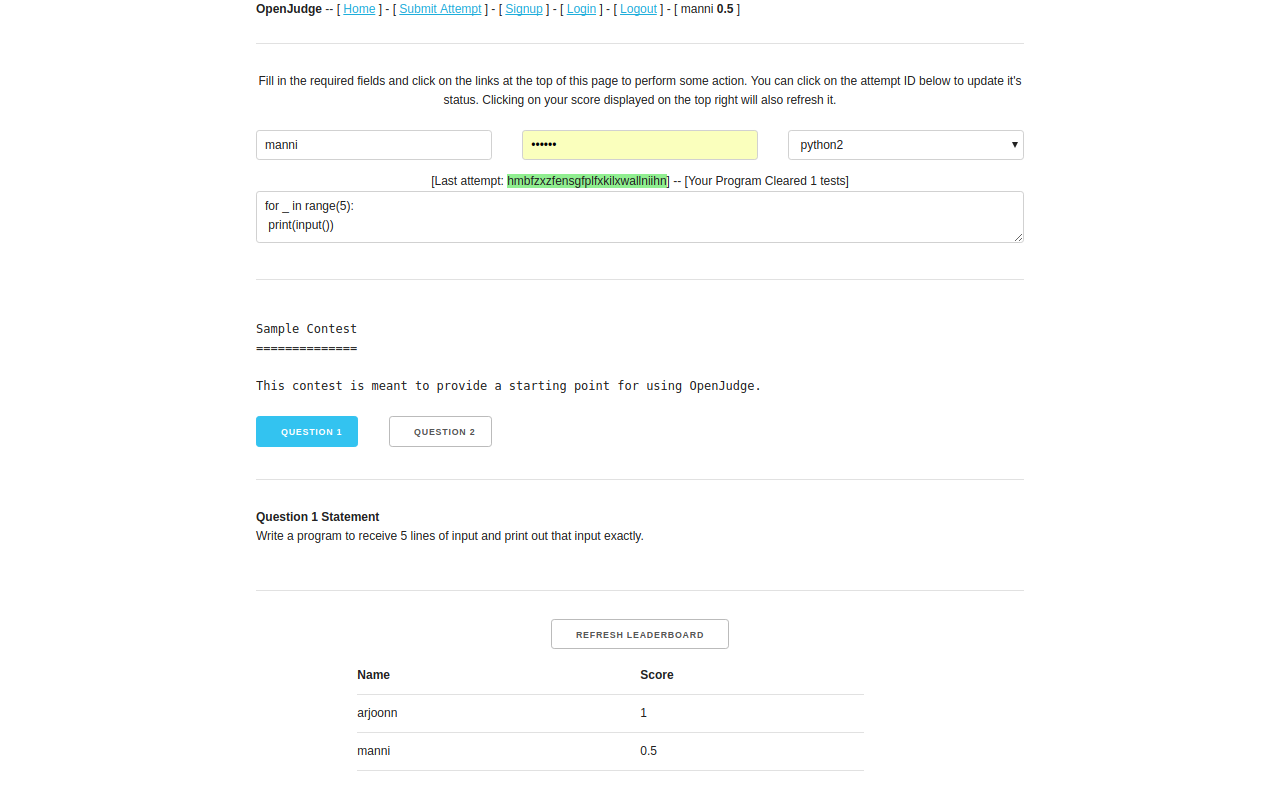 OpenJudge -- [ Home ] - [ Submit Attempt ] - [ Signup ] - [ Login ] - [ Logout ] - [ manni 0.5 ]
Fill in the required fields and click on the links at the top of this page to perform some action. You can click on the attempt ID below to update it's
status. Clicking on your score displayed on the top right will also refresh it.
manni •••••• python2
[Last attempt: hmbfzxzfensgfplfxkilxwallniihn] -- [Your Program Cleared 1 tests]
for _ in range(5):
print(input())
Sample Contest
==============
This contest is meant to provide a starting point for using OpenJudge.
QUESTION 1 QUESTION 2
Question 1 Statement
Write a program to receive 5 lines of input and print out that input exactly.
REFRESH LEADERBOARD
Name Score
arjoonn 1
manni 0.5